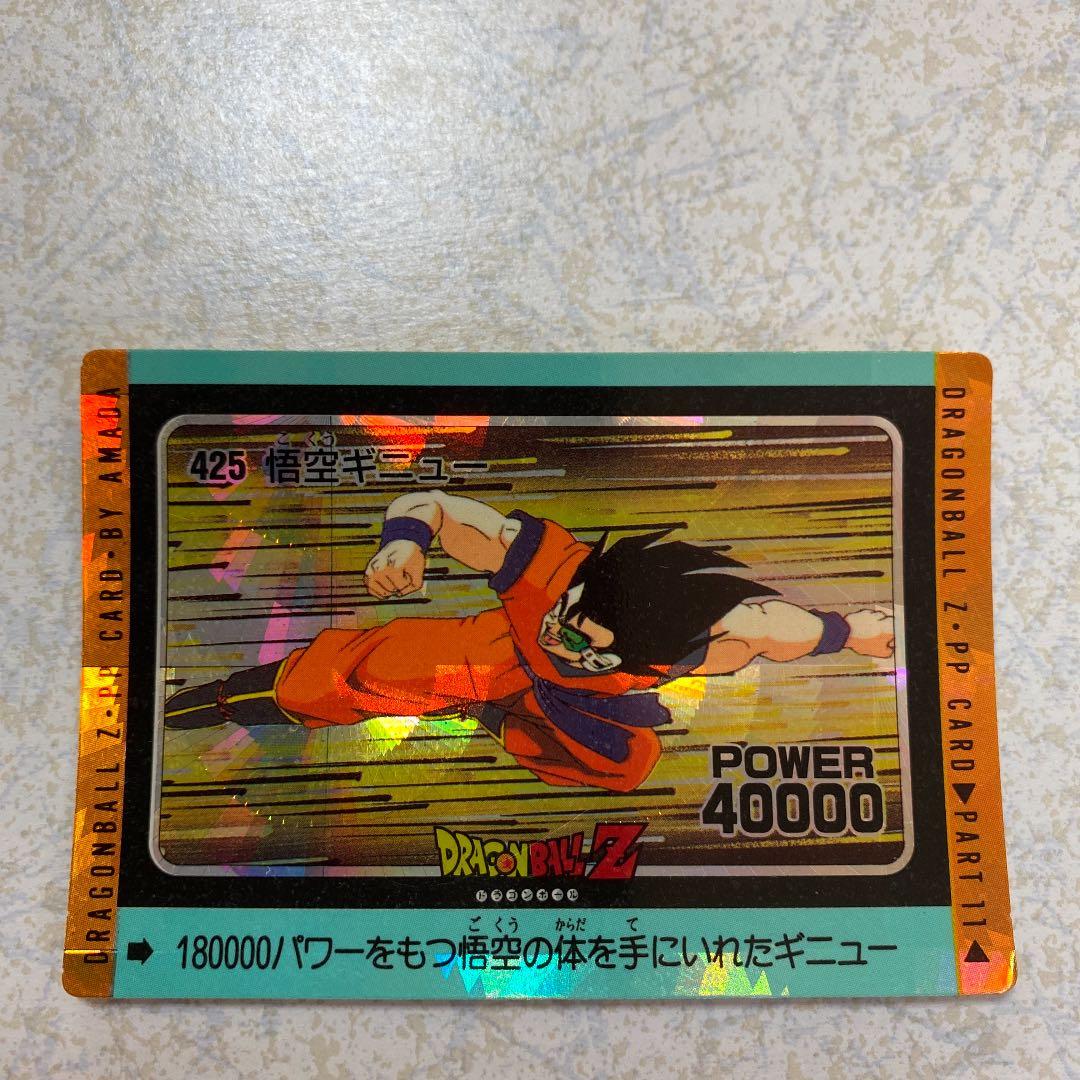 DRAGONBALL Z・PP CARD・BY AMADA
425 悟空ギニュー
ごくう
POWER
40000
DRAGONBALL Z
ドラゴンボール
➡ 180000パワーをもつ悟空の体を手にいれたギニュー
ごくう からだ て
DRAGONBALL Z・PP CARD▶PART 11▲